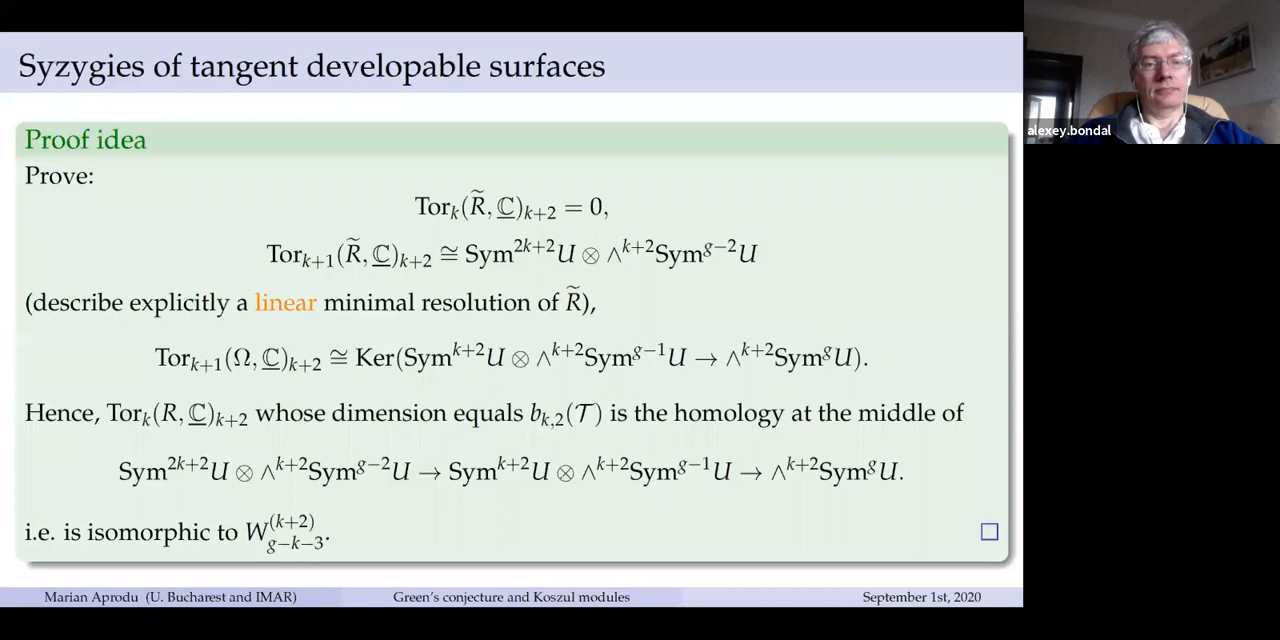 Syzygies of tangent developable surfaces
alexey.bondal
Proof idea
Prove:
Tor_k(R̃, ℂ̲)_{k+2} = 0,
Tor_{k+1}(R̃, ℂ̲)_{k+2} ≅ Sym^{2k+2}U ⊗ ∧^{k+2}Sym^{g−2}U
(describe explicitly a linear minimal resolution of R̃),
Tor_{k+1}(Ω, ℂ̲)_{k+2} ≅ Ker(Sym^{k+2}U ⊗ ∧^{k+2}Sym^{g−1}U → ∧^{k+2}Sym^gU).
Hence, Tor_k(R, ℂ̲)_{k+2} whose dimension equals b_{k,2}(𝒯) is the homology at the middle of
Sym^{2k+2}U ⊗ ∧^{k+2}Sym^{g−2}U → Sym^{k+2}U ⊗ ∧^{k+2}Sym^{g−1}U → ∧^{k+2}Sym^gU.
i.e. is isomorphic to W^{(k+2)}_{g−k−3}.
□
Marian Aprodu (U. Bucharest and IMAR) Green's conjecture and Koszul modules September 1st, 2020